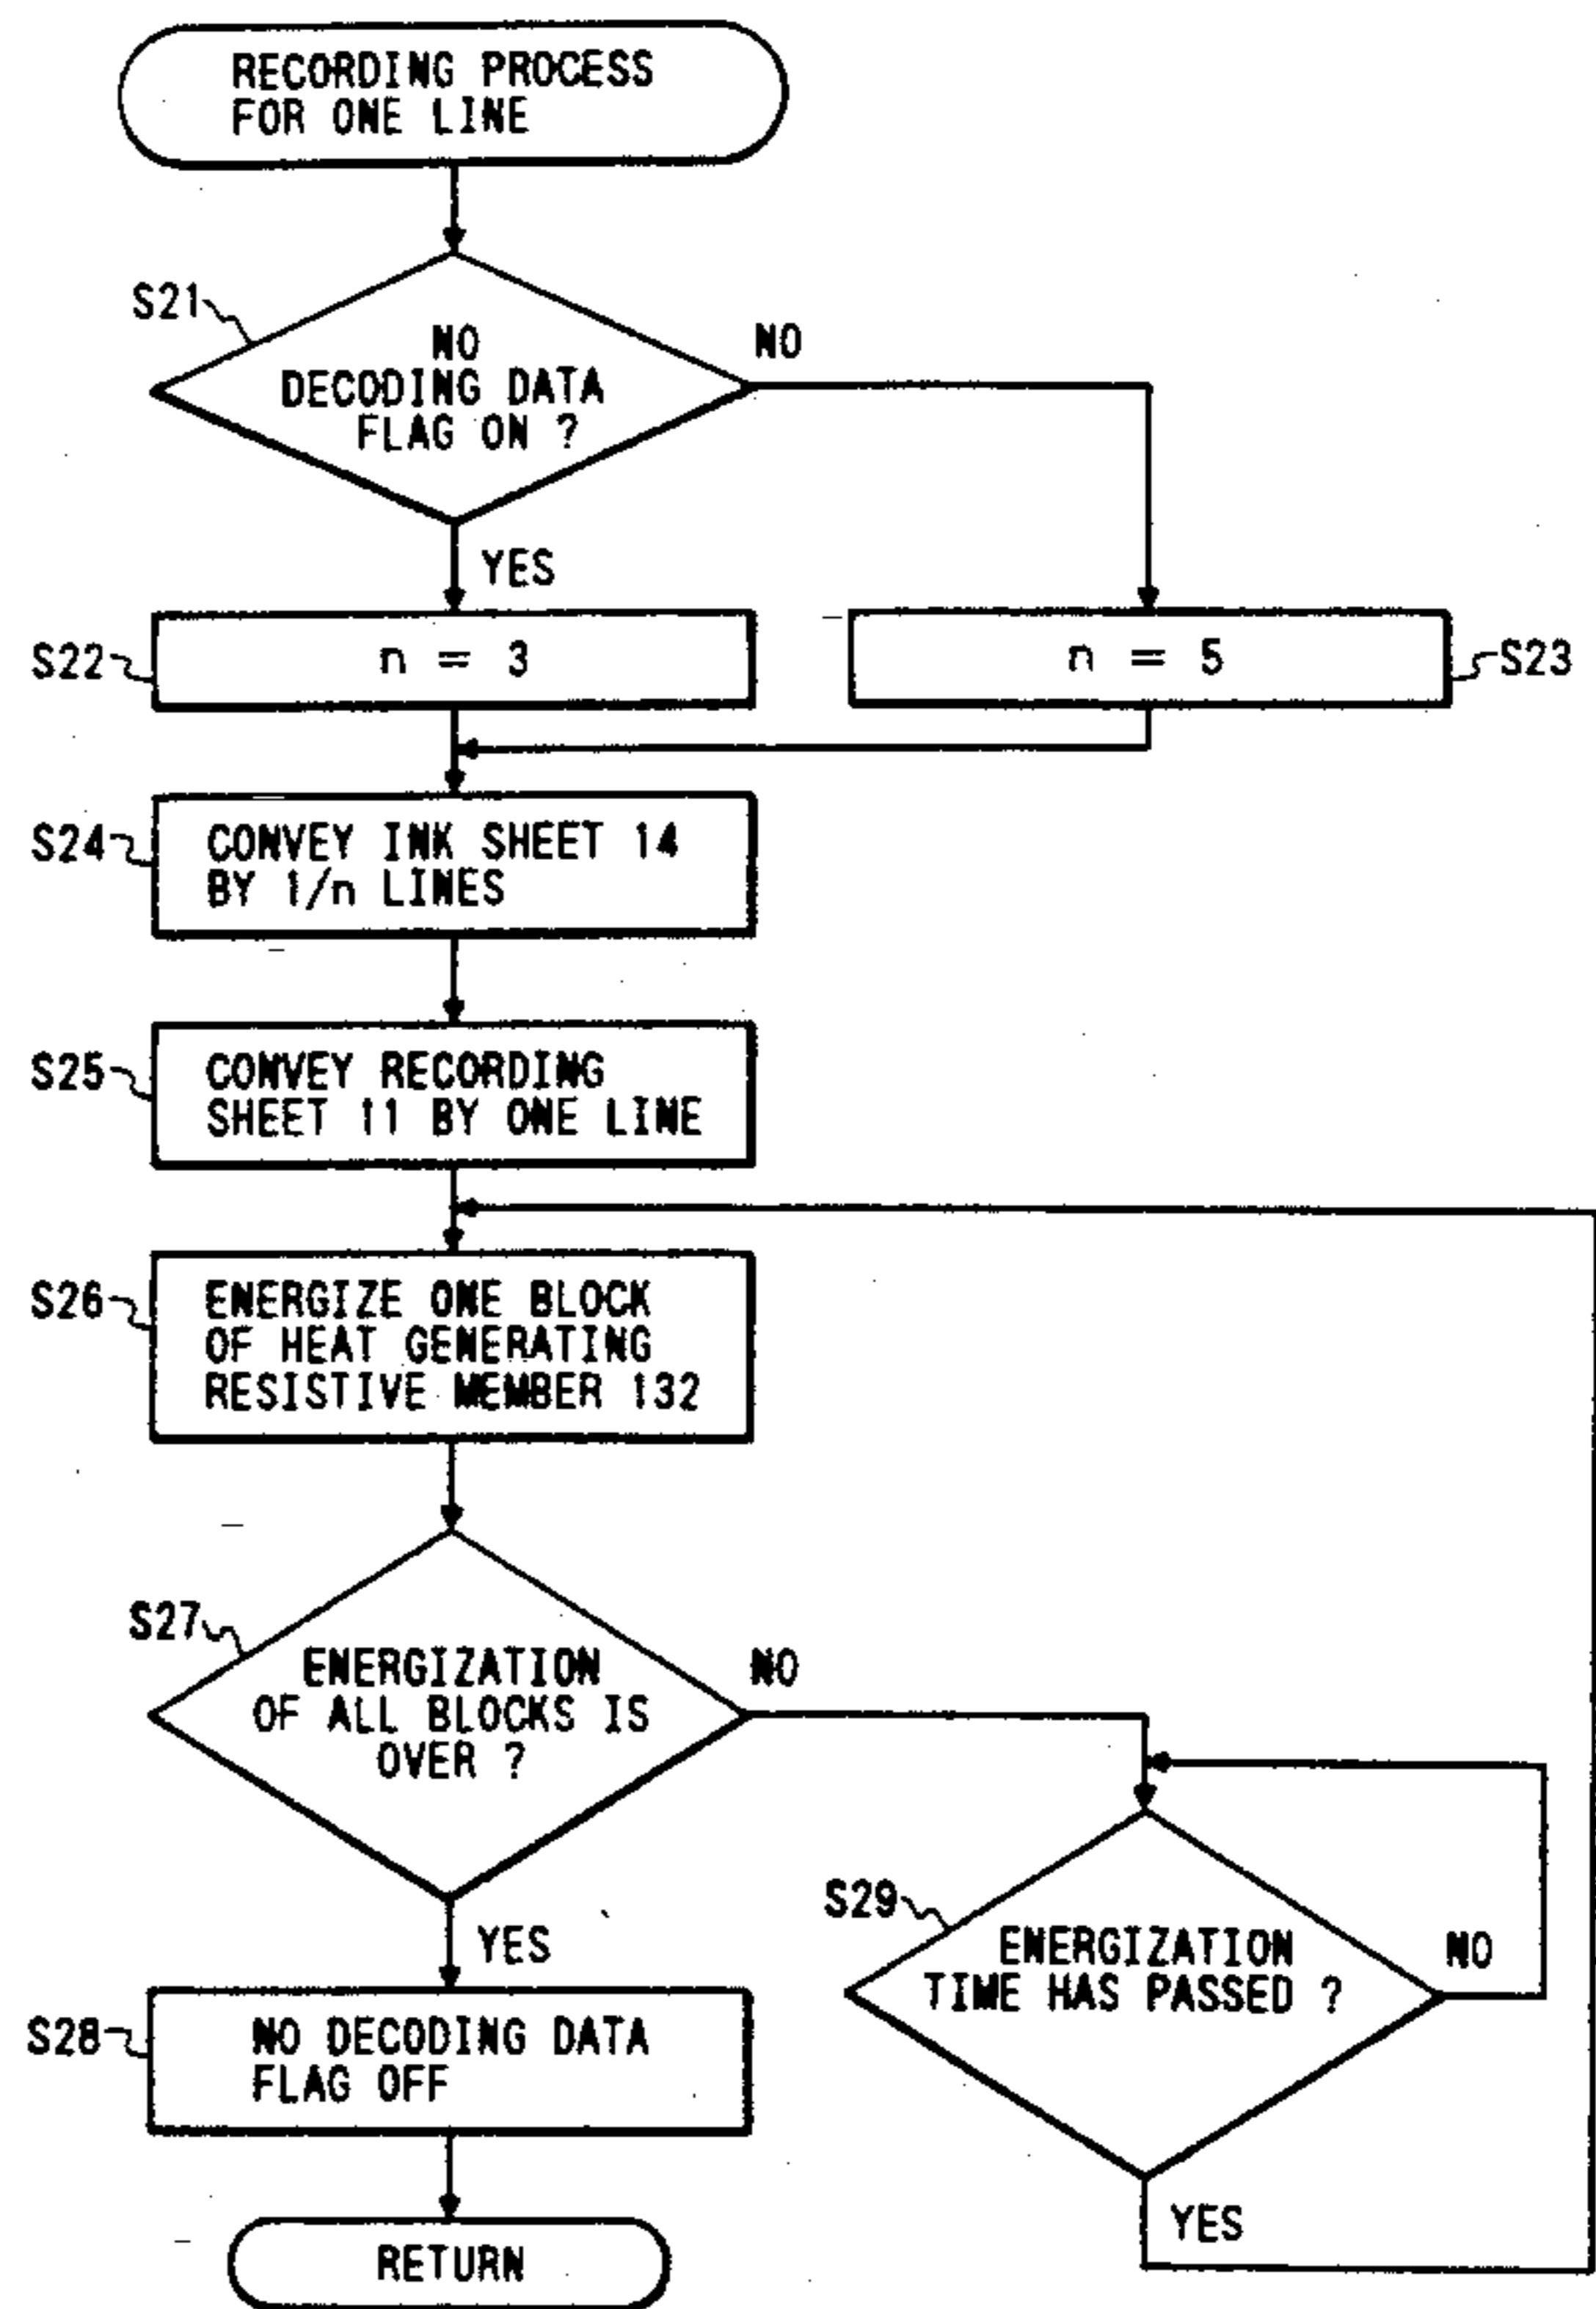 RECORDING PROCESS
FOR ONE LINE
S21
NO
DECODING DATA
FLAG ON ?
NO
YES
S22
n = 3
n = 5
S23
S24
CONVEY INK SHEET 14
BY 1/n LINES
S25
CONVEY RECORDING
SHEET 11 BY ONE LINE
S26
ENERGIZE ONE BLOCK
OF HEAT GENERATING
RESISTIVE MEMBER 132
S27
ENERGIZATION
OF ALL BLOCKS IS
OVER ?
NO
YES
S29
ENERGIZATION
TIME HAS PASSED ?
NO
YES
S28
NO DECODING DATA
FLAG OFF
RETURN